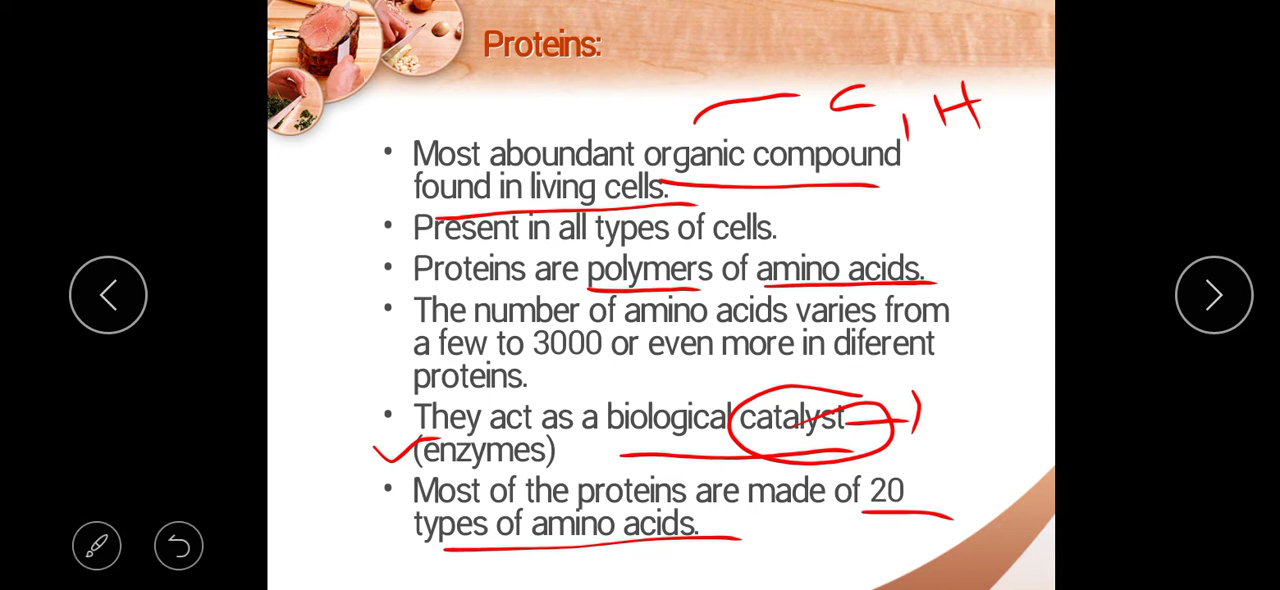 Proteins:
C, H
• Most aboundant organic compound
found in living cells.
• Present in all types of cells.
• Proteins are polymers of amino acids.
• The number of amino acids varies from
a few to 3000 or even more in diferent
proteins.
• They act as a biological catalyst
(enzymes)
• Most of the proteins are made of 20
types of amino acids.